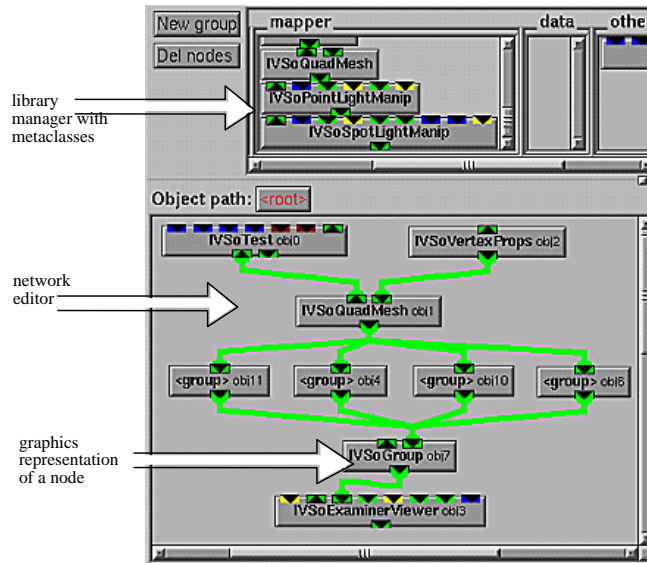 New group
Del nodes
mapper
data
othe
IVSoQuadMesh
IVSoPointLightManip
IVSoSpotLightManip
library
manager with
metaclasses
Object path: <root>
IVSoTest obj0
IVSoVertexProps obj2
network
editor
IVSoQuadMesh obj1
<group> obj11
<group> obj4
<group> obj10
<group> obj6
graphics
representation
of a node
IVSoGroup obj7
IVSoExaminerViewer obj3